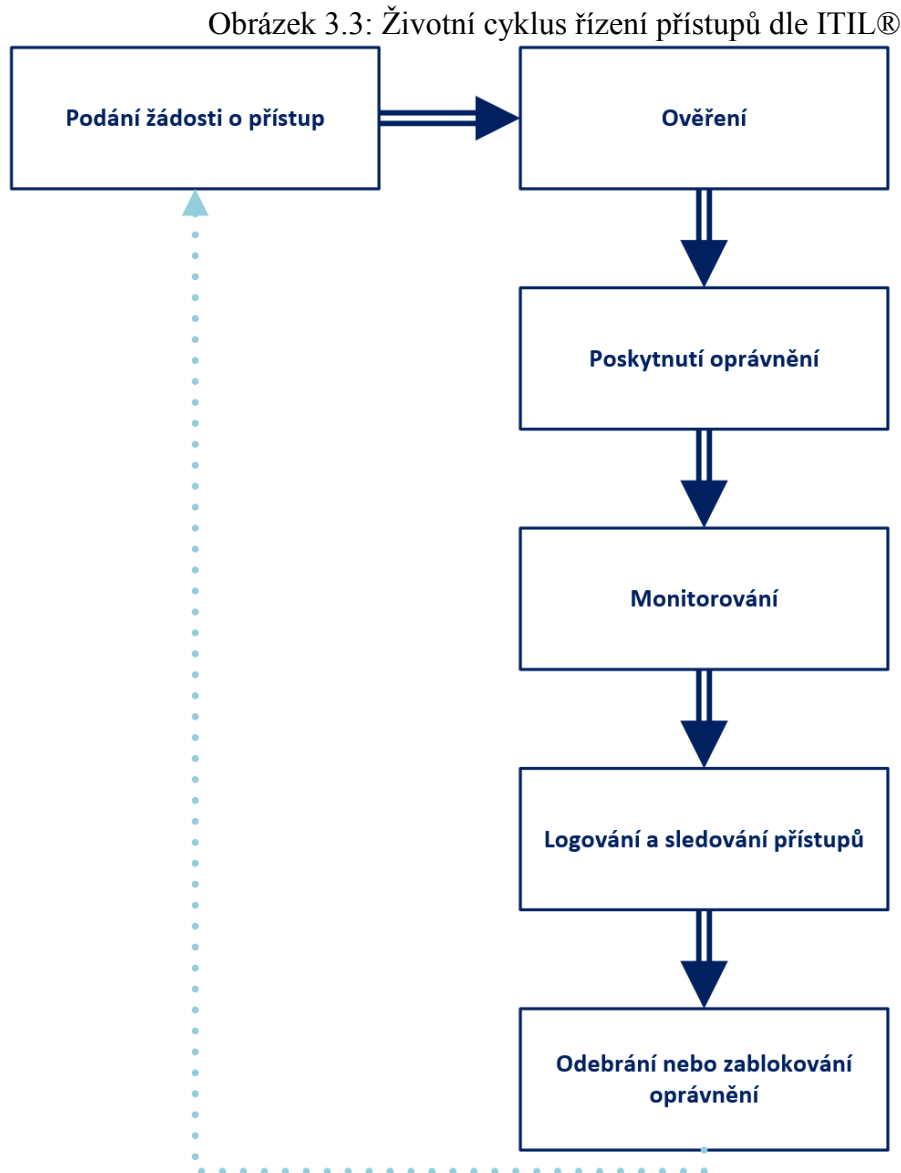 Obrázek 3.3: Životní cyklus řízení přístupů dle ITIL®
Podání žádosti o přístup
Ověření
Poskytnutí oprávnění
Monitorování
Logování a sledování přístupů
Odebrání nebo zablokování
oprávnění